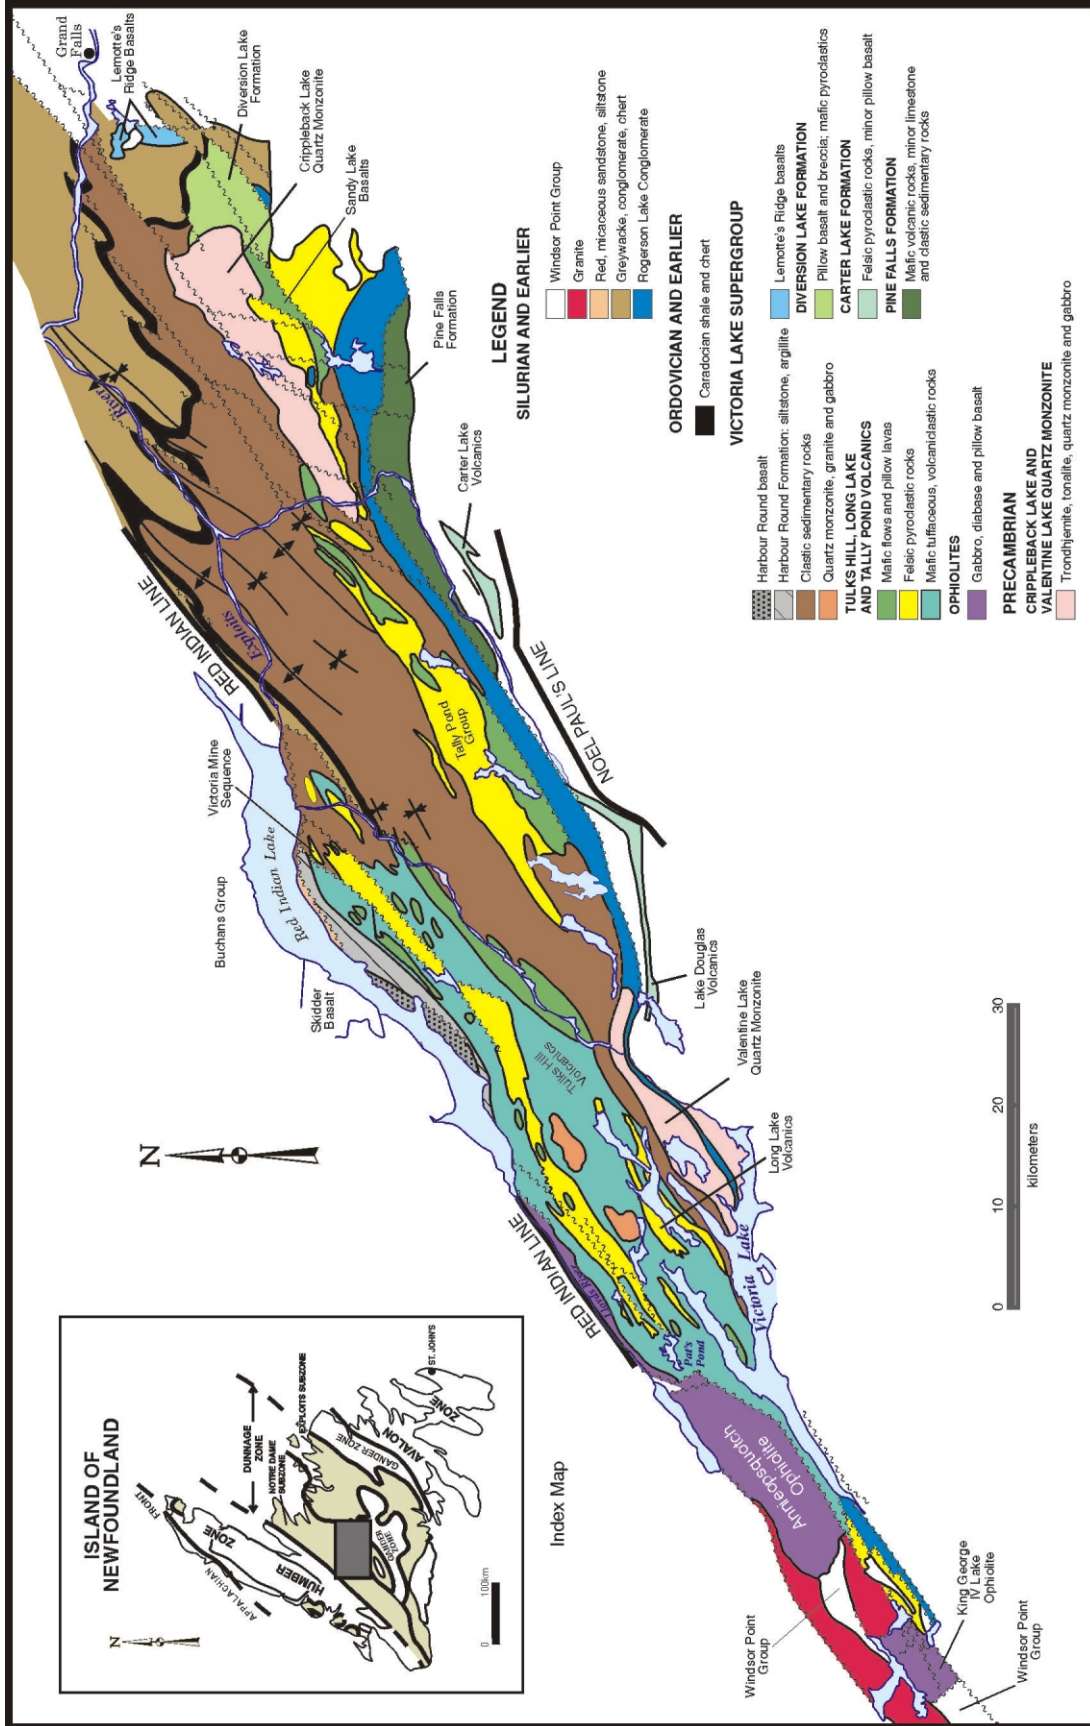 ISLAND OF
NEWFOUNDLAND
N
APPALACHIAN
FRONT
HUMBER
ZONE
DUNNAGE
ZONE
NOTRE DAME
SUBZONE
EXPLOITS SUBZONE
GANDER ZONE
GANDER
ZONE
AVALON
ZONE
ST. JOHN'S
0
100km
Index Map
N
Grand
Falls
Lemotte's
Ridge Basalts
Diversion Lake
Formation
Crippleback Lake
Quartz Monzonite
Sandy Lake
Basalts
Pine Falls
Formation
Carter Lake
Volcanics
River
Exploits
RED INDIAN LINE
Victoria Mine
Sequence
Red Indian Lake
Buchans Group
Skidder
Basalt
Tally Pond
Group
NOEL PAUL'S LINE
Lake Douglas
Volcanics
Valentine Lake
Quartz Monzonite
Tulks Hill
Volcanics
Long Lake
Volcanics
RED INDIAN LINE
Lloyds River
Pat's
Pond
Victoria Lake
Annieopsquotch
Ophiolite
Windsor Point
Group
King George
IV Lake
Ophiolite
Windsor Point
Group
0 10 20 30
kilometers
LEGEND
SILURIAN AND EARLIER
Windsor Point Group
Granite
Red, micaceous sandstone, siltstone
Greywacke, conglomerate, chert
Rogerson Lake Conglomerate
ORDOVICIAN AND EARLIER
Caradocian shale and chert
VICTORIA LAKE SUPERGROUP
Harbour Round basalt
Harbour Round Formation: siltstone, argillite
Clastic sedimentary rocks
Quartz monzonite, granite and gabbro
TULKS HILL, LONG LAKE
AND TALLY POND VOLCANICS
Mafic flows and pillow lavas
Felsic pyroclastic rocks
Mafic tuffaceous, volcaniclastic rocks
OPHIOLITES
Gabbro, diabase and pillow basalt
Lemotte's Ridge basalts
DIVERSION LAKE FORMATION
Pillow basalt and breccia; mafic pyroclastics
CARTER LAKE FORMATION
Felsic pyroclastic rocks, minor pillow basalt
PINE FALLS FORMATION
Mafic volcanic rocks, minor limestone
and clastic sedimentary rocks
PRECAMBRIAN
CRIPPLEBACK LAKE AND
VALENTINE LAKE QUARTZ MONZONITE
Trondhjemite, tonalite, quartz monzonite and gabbro